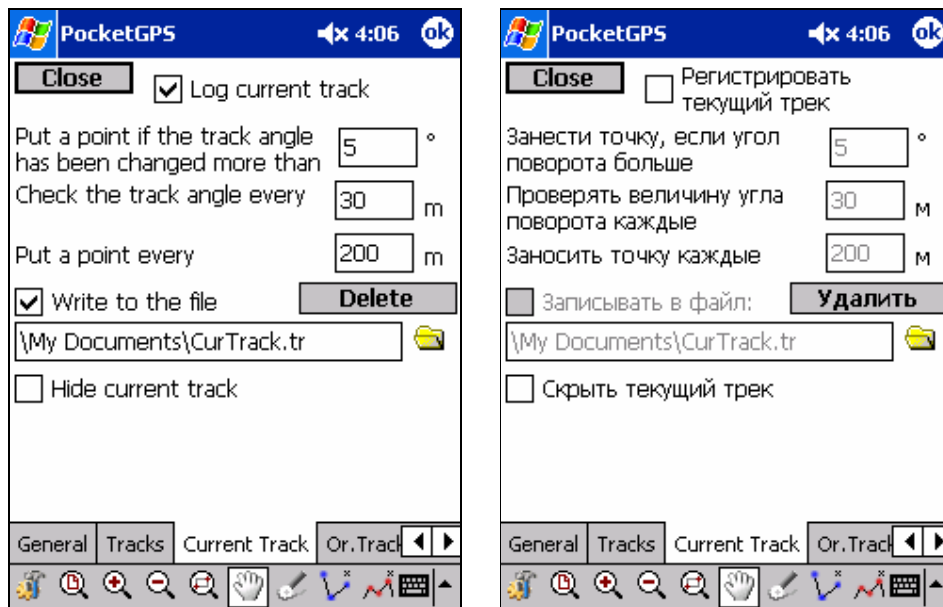 PocketGPS 4:06 ok
Close
Log current track
Put a point if the track angle
has been changed more than
5 °
Check the track angle every
30 m
Put a point every
200 m
Write to the file
Delete
\My Documents\CurTrack.tr
Hide current track
General Tracks Current Track Or.Track
PocketGPS 4:06 ok
Close
Регистрировать
текущий трек
Занести точку, если угол
поворота больше
5 °
Проверять величину угла
поворота каждые
30 м
Заносить точку каждые
200 м
Записывать в файл:
Удалить
\My Documents\CurTrack.tr
Скрыть текущий трек
General Tracks Current Track Or.Track